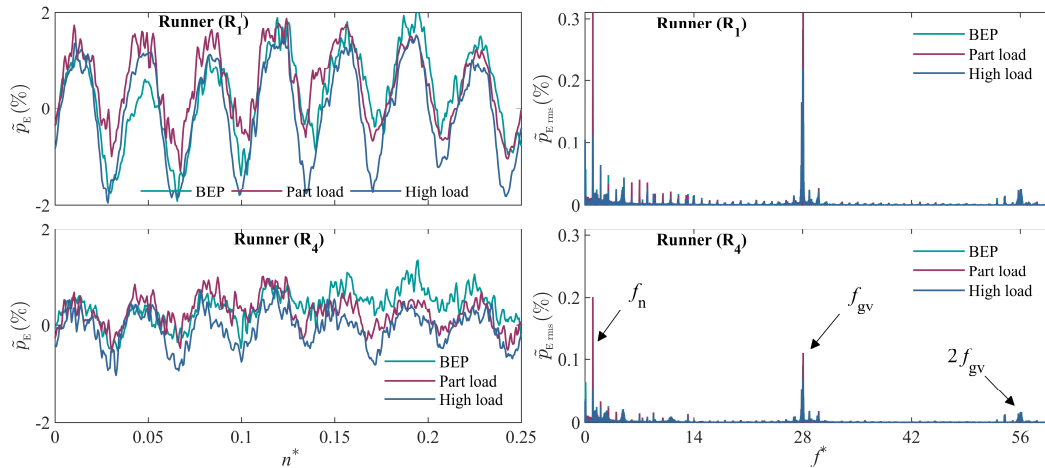 Runner (R1)
p̃E (%)
2
0
-2
BEP
Part load
High load
Runner (R1)
p̃E rms (%)
0.3
0.2
0.1
0
BEP
Part load
High load
Runner (R4)
p̃E (%)
2
0
-2
BEP
Part load
High load
0
0.05
0.1
0.15
0.2
0.25
n*
Runner (R4)
p̃E rms (%)
0.3
0.2
0.1
0
BEP
Part load
High load
fn
fgv
2 fgv
0
14
28
42
56
f*